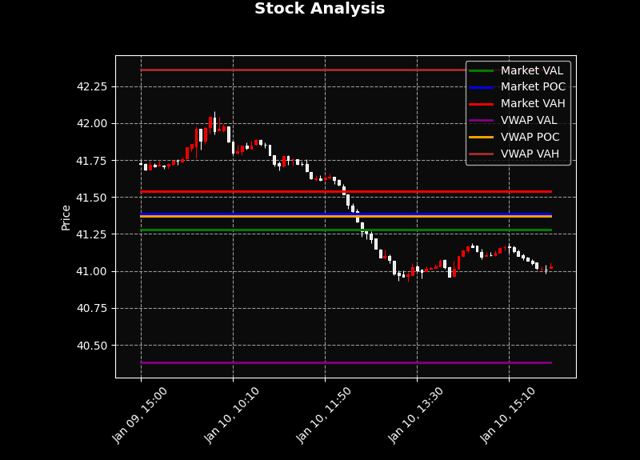 Stock Analysis
Market VAL
Market POC
Market VAH
VWAP VAL
VWAP POC
VWAP VAH
Price
42.25
42.00
41.75
41.50
41.25
41.00
40.75
40.50
Jan 09, 15:00
Jan 10, 10:10
Jan 10, 11:50
Jan 10, 13:30
Jan 10, 15:10